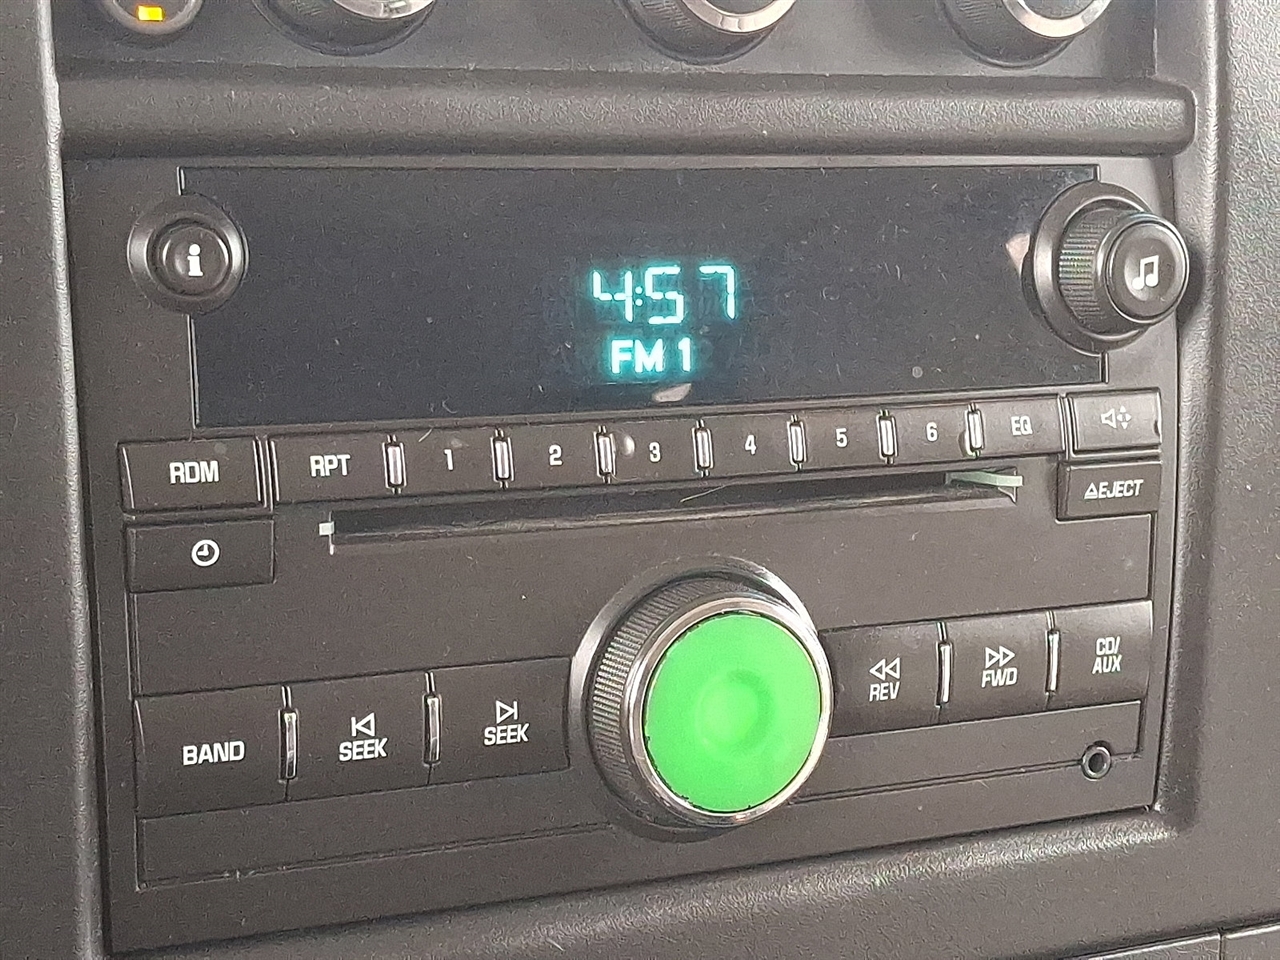 i
4:57
FM 1
RDM
RPT
1
2
3
4
5
6
EQ
EJECT
BAND
SEEK
SEEK
REV
FWD
CD/
AUX